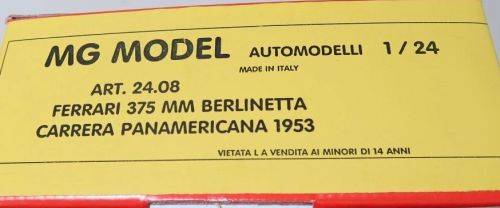 MG MODEL AUTOMODELLI 1/24
MADE IN ITALY
ART. 24.08
FERRARI 375 MM BERLINETTA
CARRERA PANAMERICANA 1953
VIETATA L A VENDITA AI MINORI DI 14 ANNI